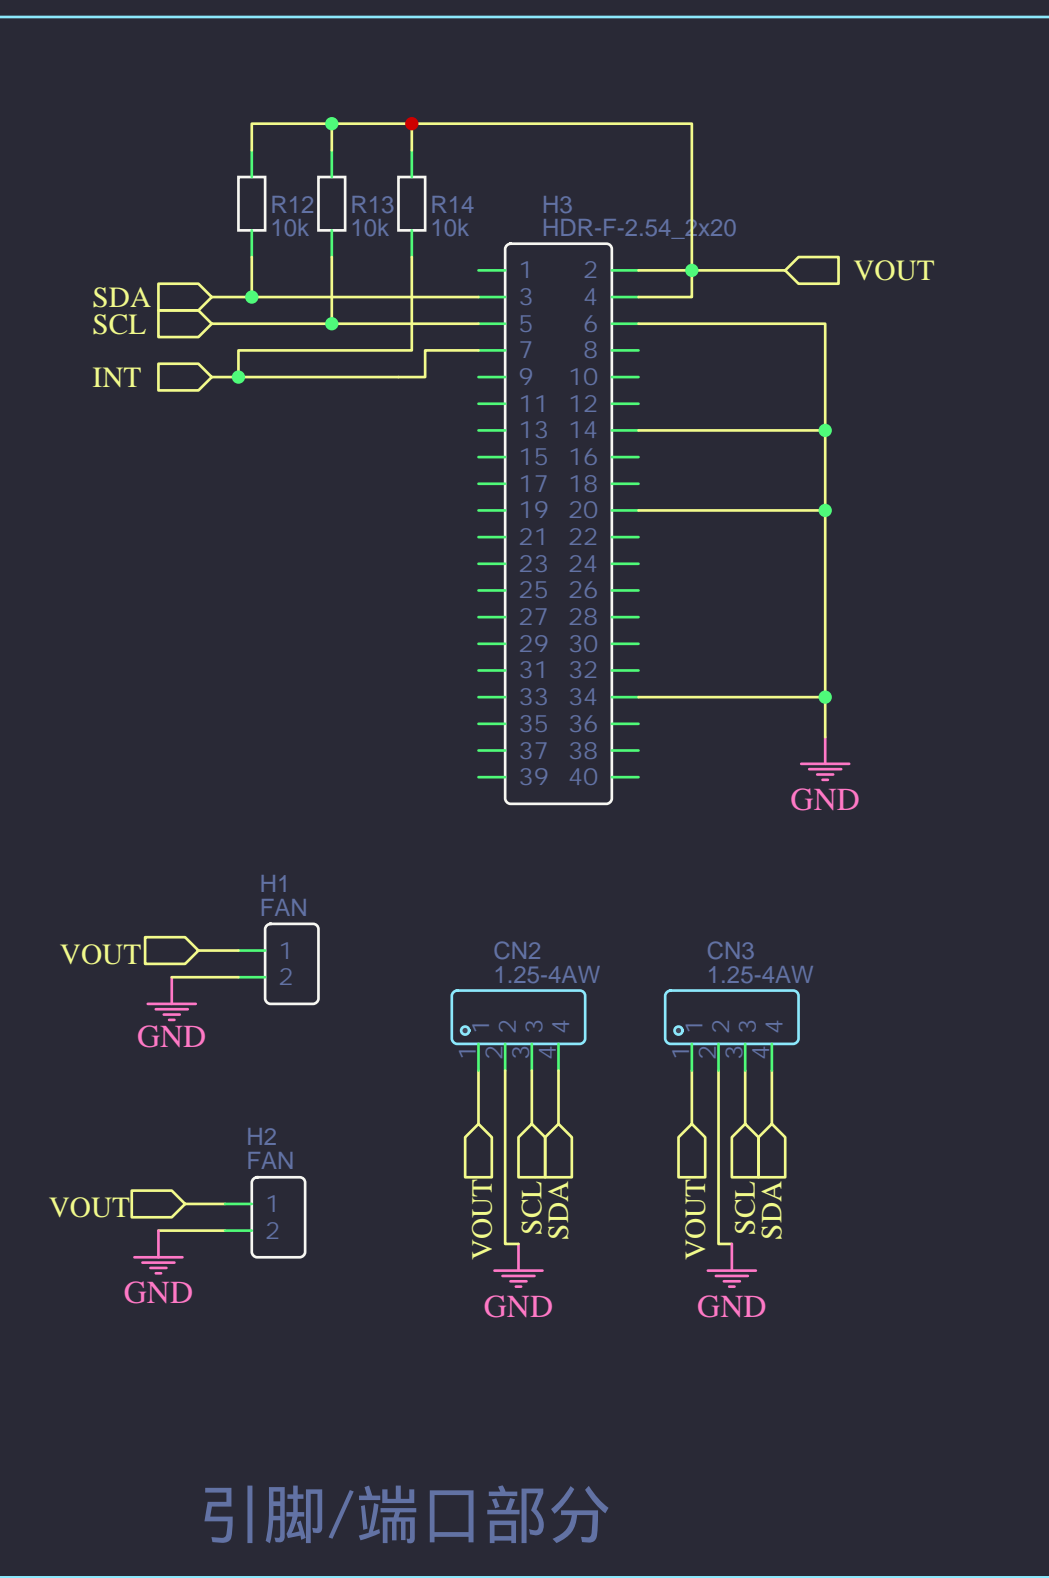 R12
10k
R13
10k
R14
10k
H3
HDR-F-2.54_2x20
SDA
SCL
INT
VOUT
1 2
3 4
5 6
7 8
9 10
11 12
13 14
15 16
17 18
19 20
21 22
23 24
25 26
27 28
29 30
31 32
33 34
35 36
37 38
39 40
GND
H1
FAN
VOUT
1
2
GND
CN2
1.25-4AW
1 2 3 4
1 2 3 4
VOUT
SCL
SDA
GND
CN3
1.25-4AW
1 2 3 4
1 2 3 4
VOUT
SCL
SDA
GND
H2
FAN
VOUT
1
2
GND
引脚/端口部分